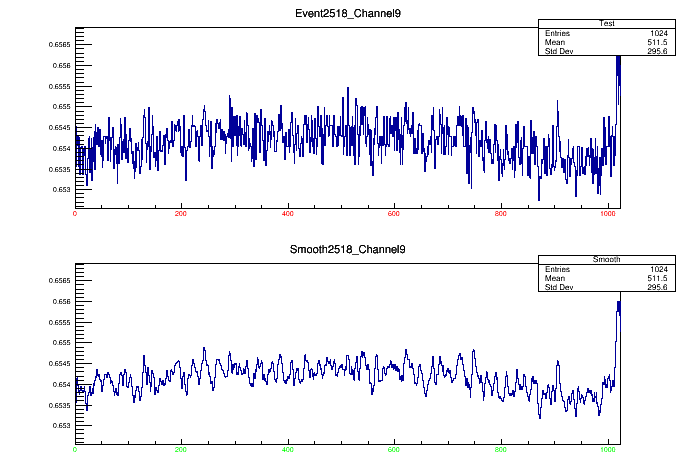 Event2518_Channel9
Test
Entries 1024
Mean 511.5
Std Dev 295.6
0.6565
0.656
0.6555
0.655
0.6545
0.654
0.6535
0.653
0 200 400 600 800 1000
Smooth2518_Channel9
Smooth
Entries 1024
Mean 511.5
Std Dev 295.6
0.6565
0.656
0.6555
0.655
0.6545
0.654
0.6535
0.653
0 200 400 600 800 1000